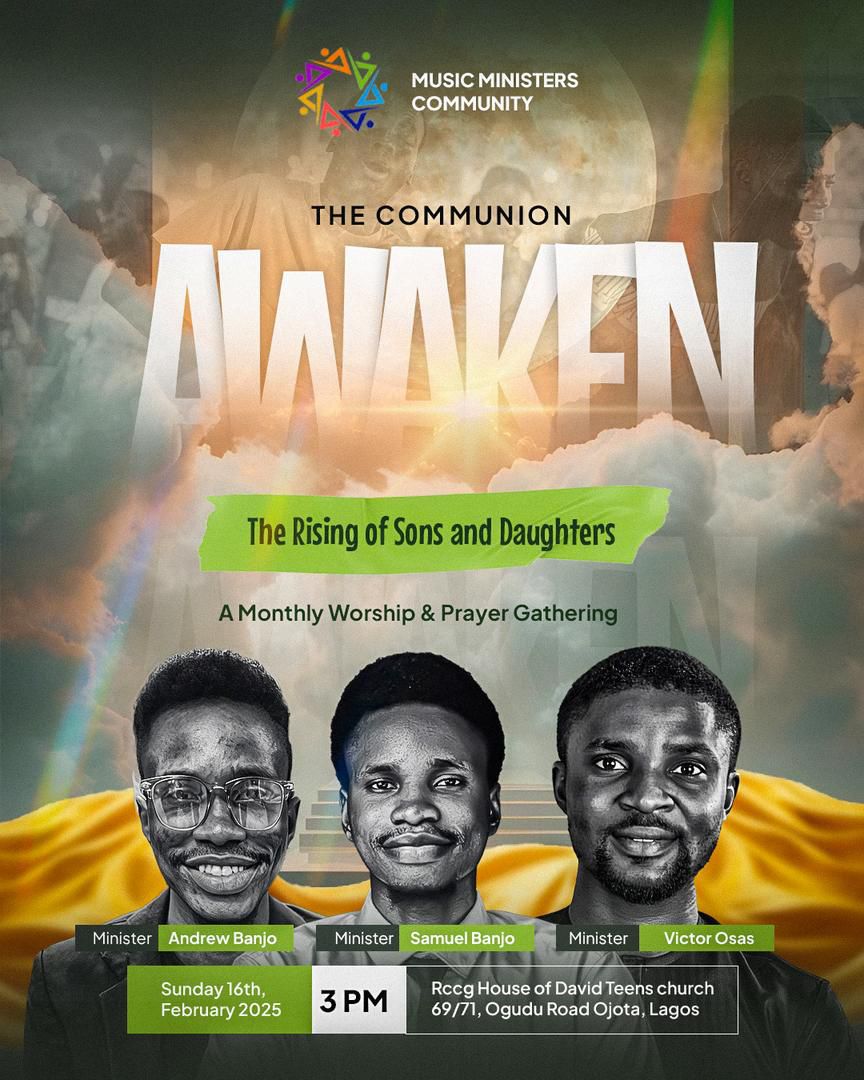 MUSIC MINISTERS
COMMUNITY
THE COMMUNION
AWAKEN
The Rising of Sons and Daughters
A Monthly Worship & Prayer Gathering
AWAKEN
Minister Andrew Banjo
Minister Samuel Banjo
Minister Victor Osas
Sunday 16th,
February 2025
3 PM
Rccg House of David Teens church
69/71, Ogudu Road Ojota, Lagos